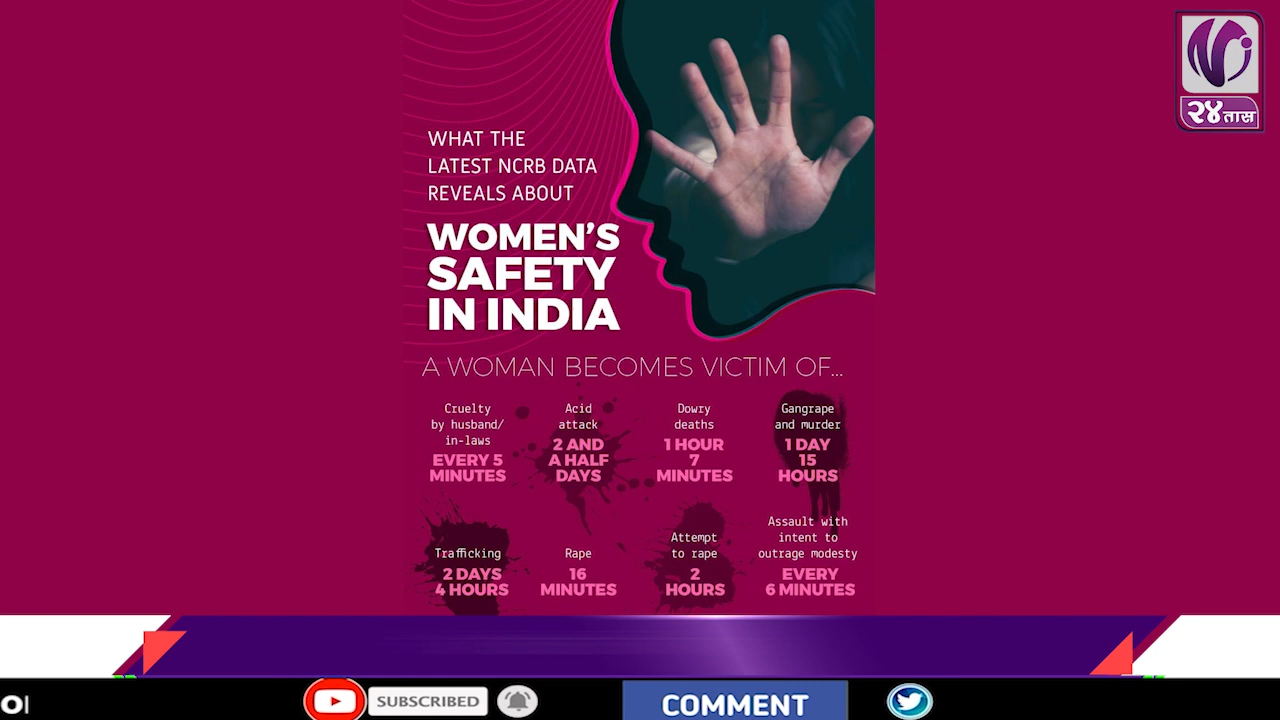 २४तास
WHAT THE
LATEST NCRB DATA
REVEALS ABOUT
WOMEN'S
SAFETY
IN INDIA
A WOMAN BECOMES VICTIM OF...
Cruelty
by husband/
in-laws
EVERY 5
MINUTES
Acid
attack
2 AND
A HALF
DAYS
Dowry
deaths
1 HOUR
7
MINUTES
Gangrape
and murder
1 DAY
15
HOURS
Trafficking
2 DAYS
4 HOURS
Rape
16
MINUTES
Attempt
to rape
2
HOURS
Assault with
intent to
outrage modesty
EVERY
6 MINUTES
SUBSCRIBED
COMMENT